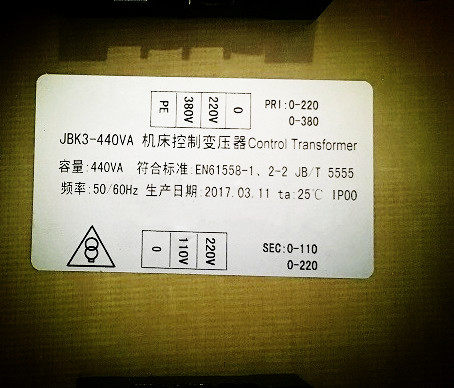 PE 380V 220V 0
PRI:0-220
0-380
JBK3-440VA 机床控制变压器Control Transformer
容量:440VA 符合标准:EN61558-1、2-2 JB/T 5555
频率:50/60Hz 生产日期:2017.03.11 ta:25℃ IP00
0 110V 220V
SEC:0-110
0-220